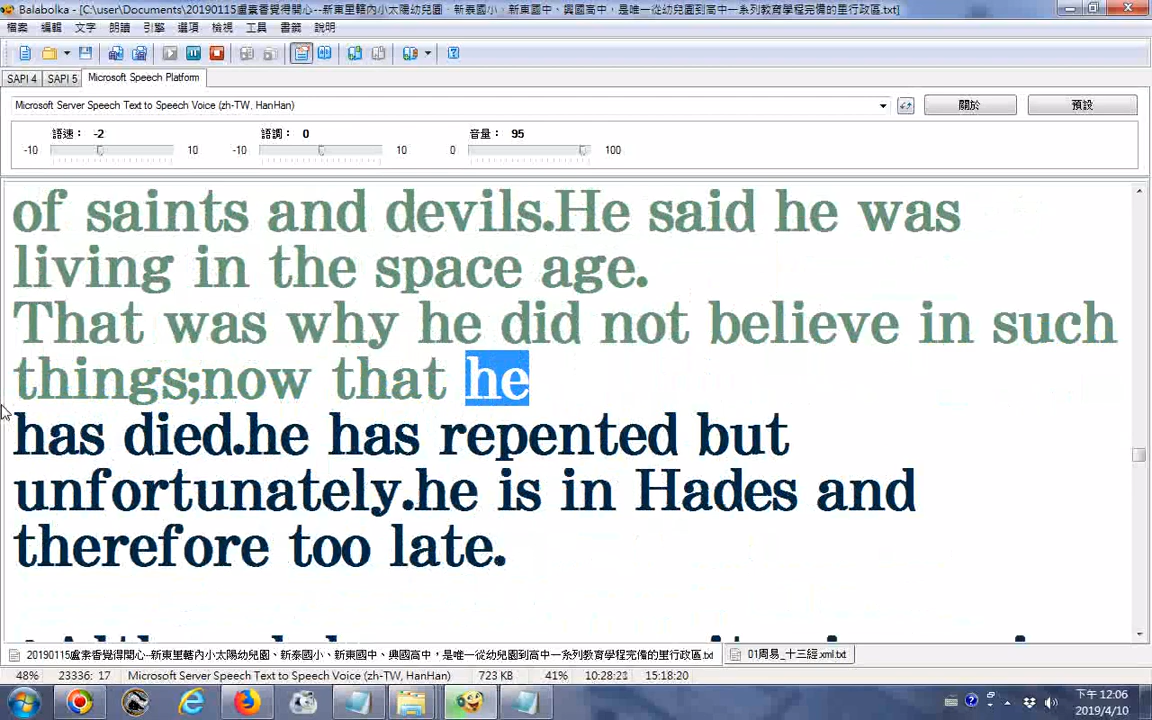 Balabolka - [C:\user\Documents\20190115盧素香覺得開心--新東里轄內小太陽幼兒園、新泰國小、新東國中、興國高中，是唯一從幼兒園到高中一系列教育學程完備的里行政區.txt]
檔案 編輯 文字 朗讀 引擎 選項 檢視 工具 書籤 說明
SAPI 4 SAPI 5 Microsoft Speech Platform
Microsoft Server Speech Text to Speech Voice (zh-TW, HanHan) 關於 預設
語速： -2 語調： 0 音量： 95
-10 10 -10 10 0 100
of saints and devils.He said he was
living in the space age.
That was why he did not believe in such
things;now that he
has died.he has repented but
unfortunately.he is in Hades and
therefore too late.
20190115盧素香覺得開心--新東里轄內小太陽幼兒園、新泰國小、新東國中、興國高中，是唯一從幼兒園到高中一系列教育學程完備的里行政區.txt 01周易_十三經.xml.txt
48% 23336: 17 Microsoft Server Speech Text to Speech Voice (zh-TW, HanHan) 723 KB 41% 10:28:21 15:18:20
下午 12:06
2019/4/10